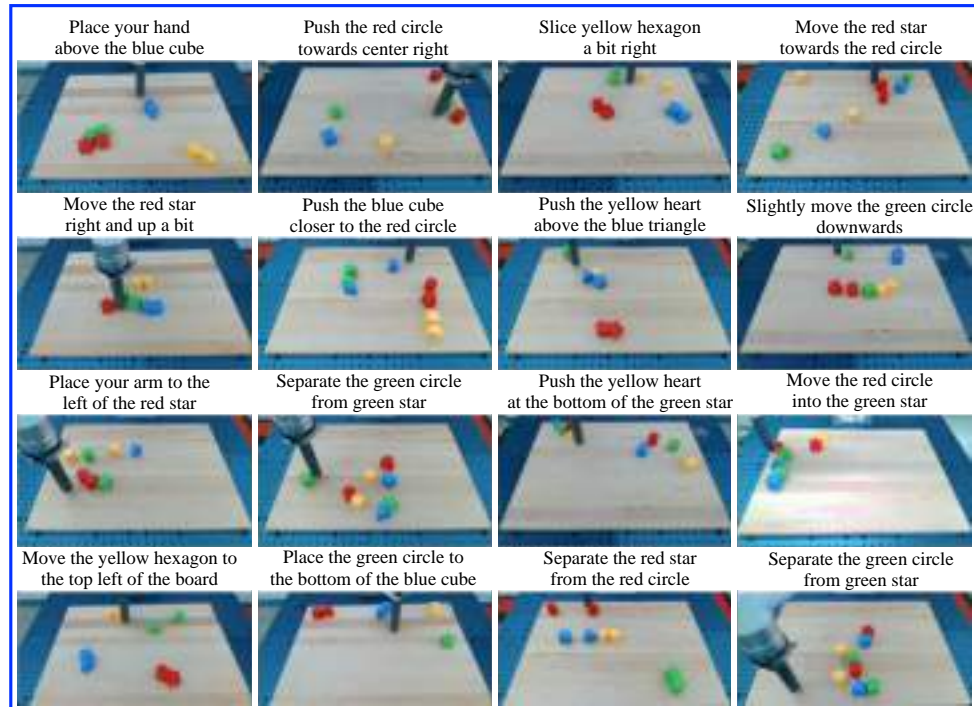 Place your hand
above the blue cube
Push the red circle
towards center right
Slice yellow hexagon
a bit right
Move the red star
towards the red circle
Move the red star
right and up a bit
Push the blue cube
closer to the red circle
Push the yellow heart
above the blue triangle
Slightly move the green circle
downwards
Place your arm to the
left of the red star
Separate the green circle
from green star
Push the yellow heart
at the bottom of the green star
Move the red circle
into the green star
Move the yellow hexagon to
the top left of the board
Place the green circle to
the bottom of the blue cube
Separate the red star
from the red circle
Separate the green circle
from green star